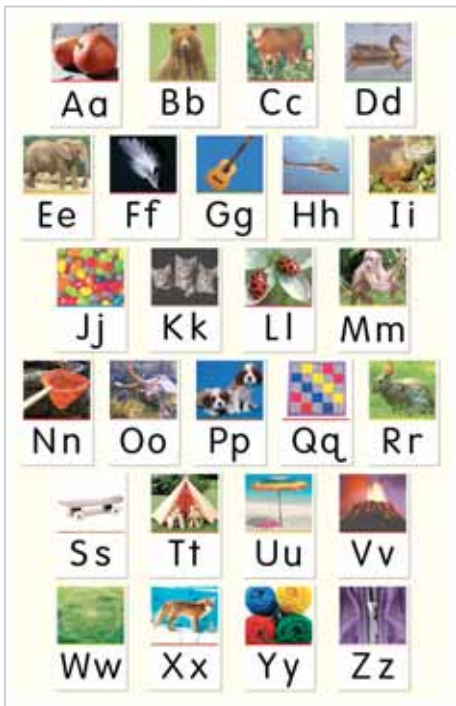 Aa Bb Cc Dd
Ee Ff Gg Hh Ii
Jj Kk Ll Mm
Nn Oo Pp Qq Rr
Ss Tt Uu Vv
Ww Xx Yy Zz